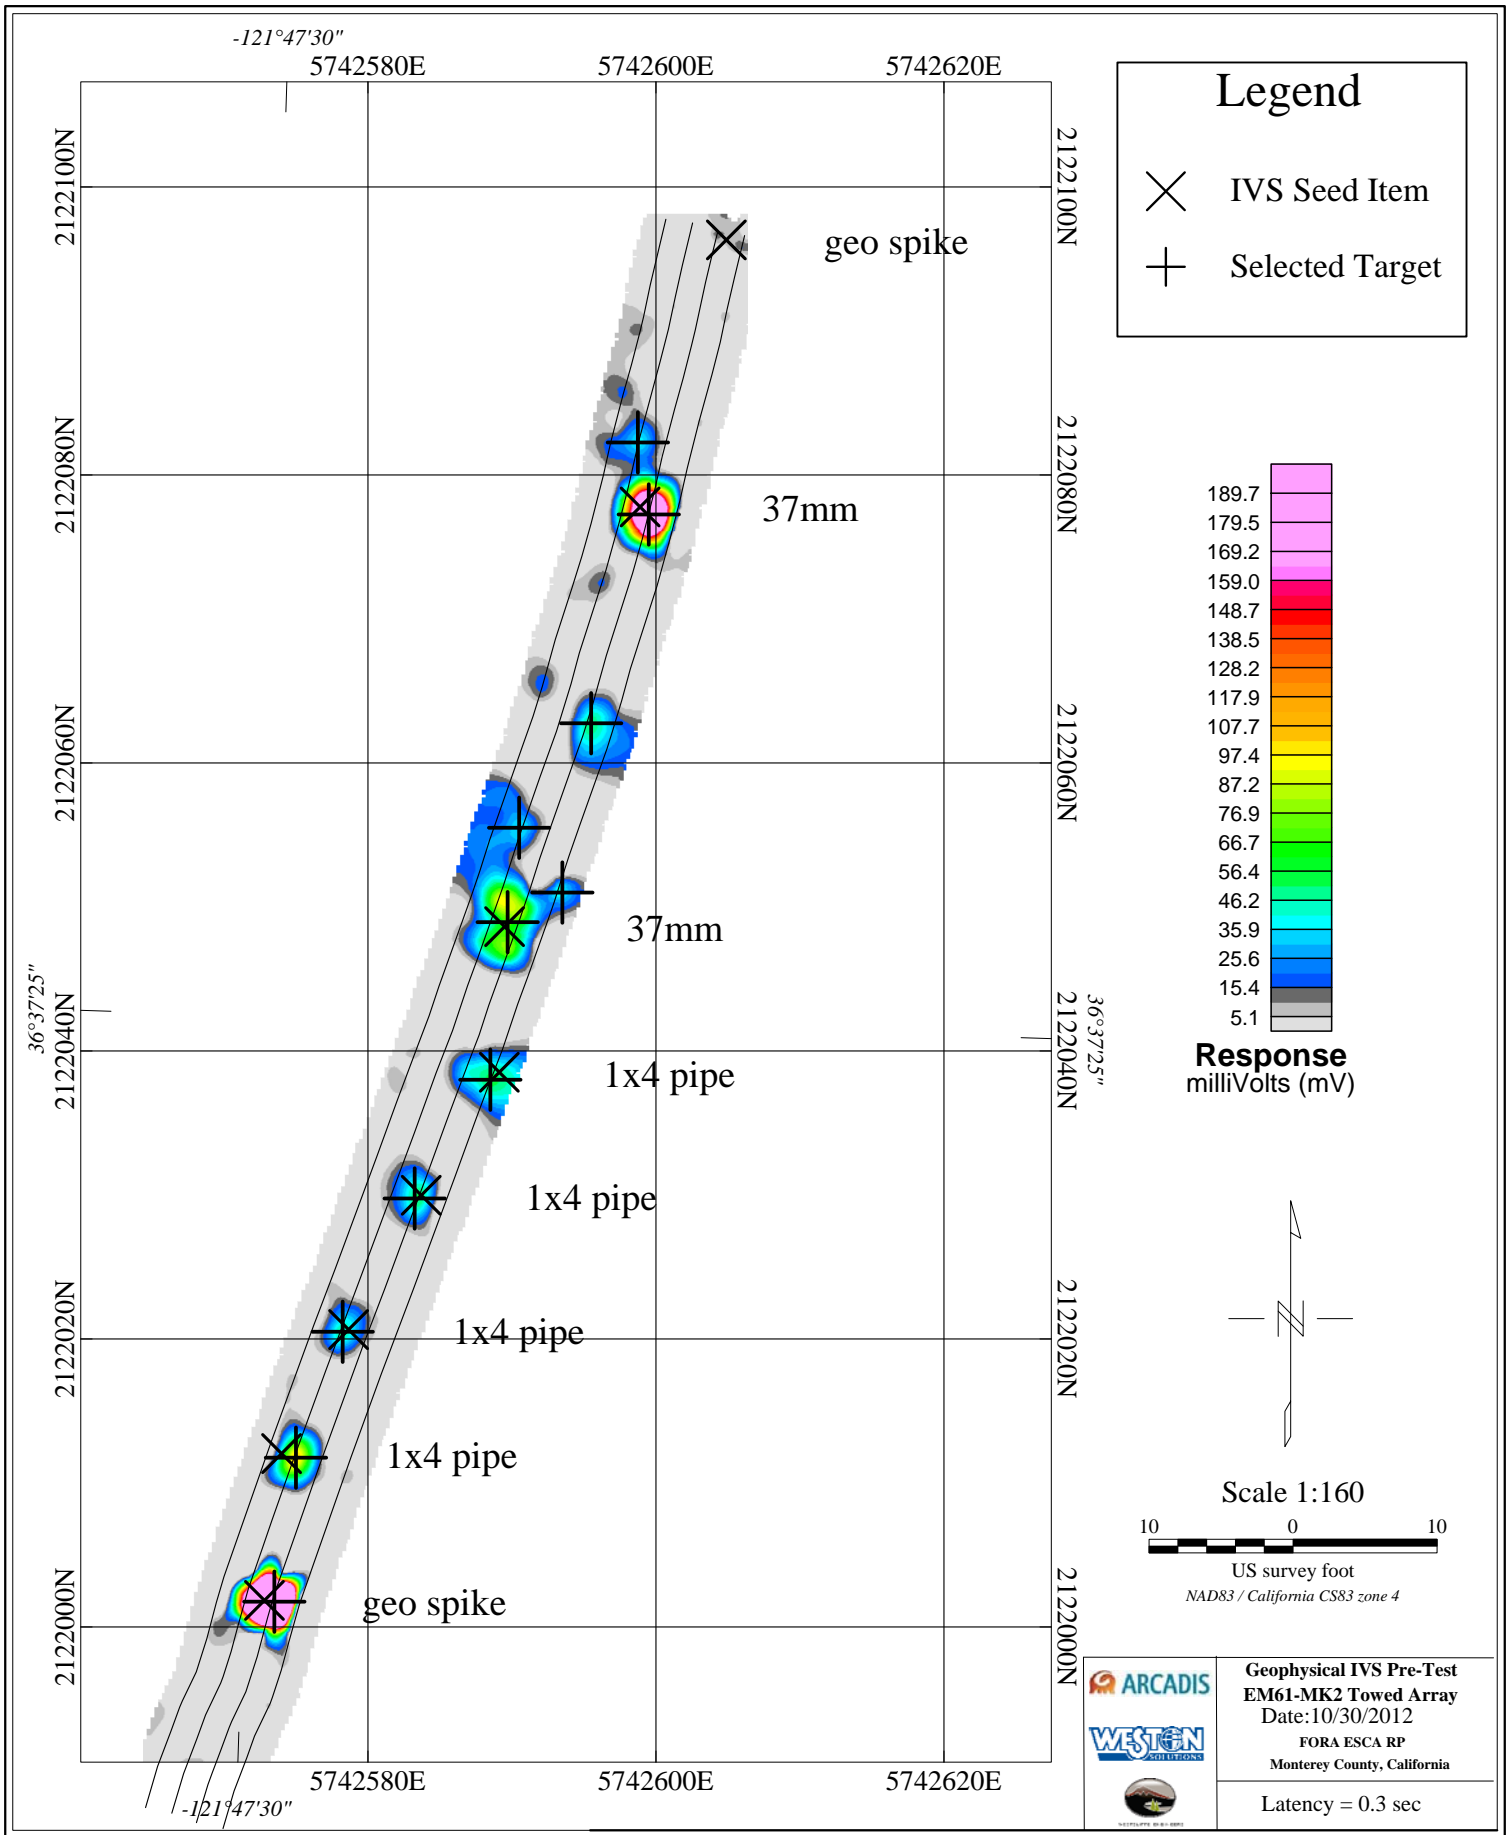 -121°47'30"
5742580E 5742600E 5742620E
Legend
IVS Seed Item
Selected Target
2122100N 2122100N
geo spike
2122080N 2122080N
37mm
2122060N 2122060N
37mm
36°37'25" 36°37'25"
2122040N 2122040N
1x4 pipe
1x4 pipe
2122020N 2122020N
1x4 pipe
1x4 pipe
2122000N 2122000N
geo spike
5742580E 5742600E 5742620E
-121°47'30"
189.7
179.5
169.2
159.0
148.7
138.5
128.2
117.9
107.7
97.4
87.2
76.9
66.7
56.4
46.2
35.9
25.6
15.4
5.1
Response
milliVolts (mV)
N
Scale 1:160
10 0 10
US survey foot
NAD83 / California CS83 zone 4
ARCADIS
WESTON
SOLUTIONS
Geophysical IVS Pre-Test
EM61-MK2 Towed Array
Date:10/30/2012
FORA ESCA RP
Monterey County, California
Latency = 0.3 sec